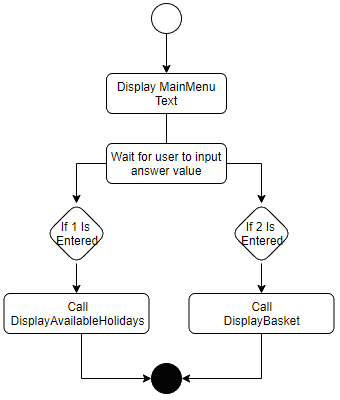 Display MainMenu
Text
Wait for user to input
answer value
If 1 Is
Entered
If 2 Is
Entered
Call
DisplayAvailableHolidays
Call
DisplayBasket